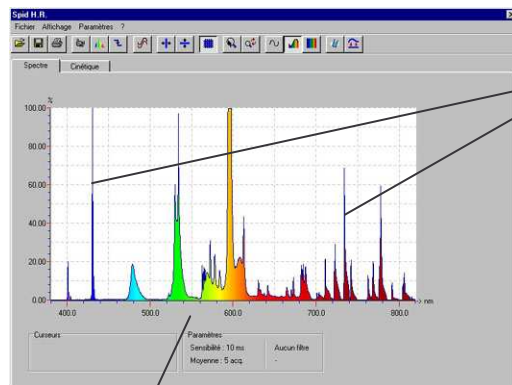 Spid H.R.
Fichier Affichage Paramètres ?
Spectre Cinétique
%
100.00
80.00
60.00
40.00
20.00
0.00
400.0 500.0 600.0 700.0 800.0 nm
Curseurs
Paramètres
Sensibilité : 10 ms Aucun filtre
Moyenne : 5 acq. -